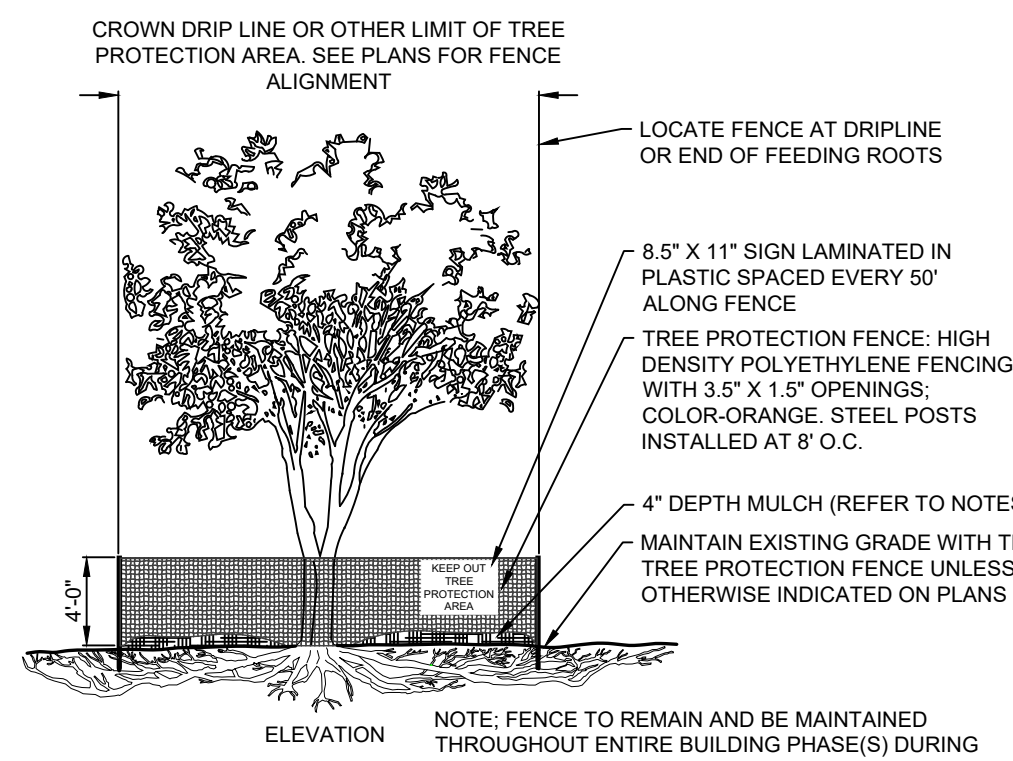 CROWN DRIP LINE OR OTHER LIMIT OF TREE
PROTECTION AREA. SEE PLANS FOR FENCE
ALIGNMENT
LOCATE FENCE AT DRIPLINE
OR END OF FEEDING ROOTS
8.5" X 11" SIGN LAMINATED IN
PLASTIC SPACED EVERY 50'
ALONG FENCE
TREE PROTECTION FENCE: HIGH
DENSITY POLYETHYLENE FENCING
WITH 3.5" X 1.5" OPENINGS;
COLOR-ORANGE. STEEL POSTS
INSTALLED AT 8' O.C.
4" DEPTH MULCH (REFER TO NOTES
MAINTAIN EXISTING GRADE WITH
TREE PROTECTION FENCE UNLESS
OTHERWISE INDICATED ON PLANS
KEEP OUT
TREE
PROTECTION
AREA
4'-0"
ELEVATION
NOTE; FENCE TO REMAIN AND BE MAINTAINED
THROUGHOUT ENTIRE BUILDING PHASE(S) DURING